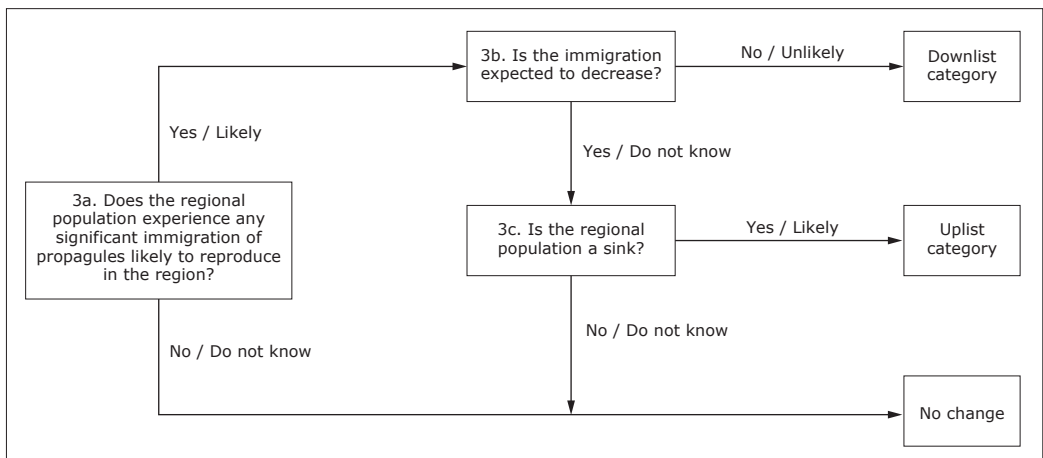 3b. Is the immigration
expected to decrease?
No / Unlikely
Downlist
category
Yes / Likely
Yes / Do not know
3a. Does the regional
population experience any
significant immigration of
propagules likely to reproduce
in the region?
3c. Is the regional
population a sink?
Yes / Likely
Uplist
category
No / Do not know
No / Do not know
No change